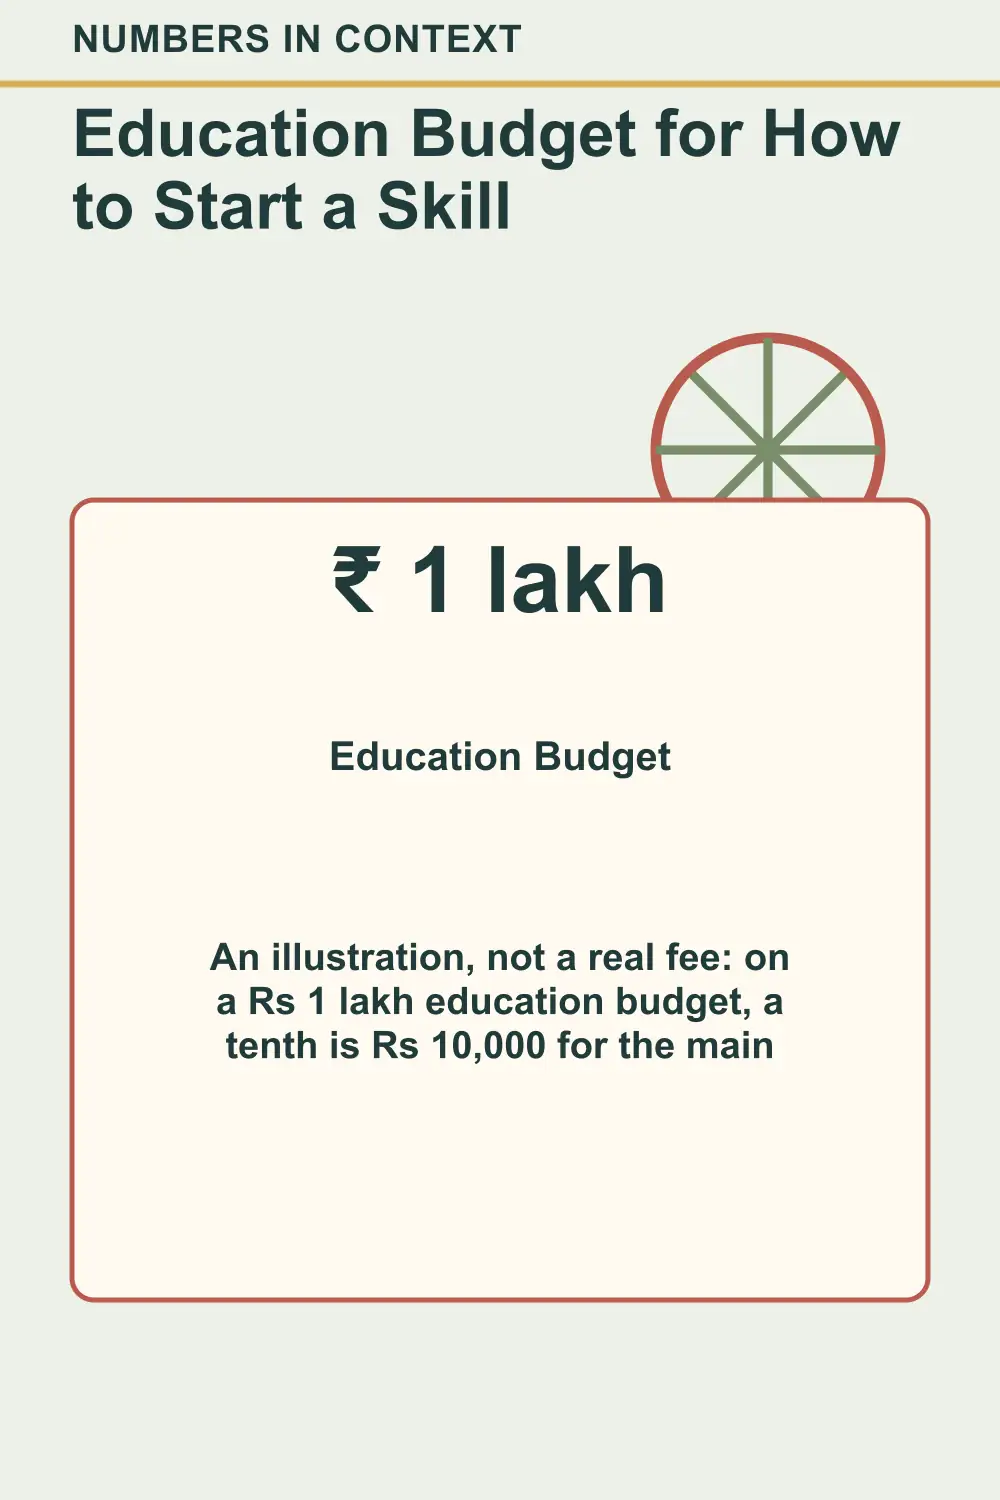 NUMBERS IN CONTEXT
Education Budget for How
to Start a Skill
₹ 1 lakh
Education Budget
An illustration, not a real fee: on
a Rs 1 lakh education budget, a
tenth is Rs 10,000 for the main